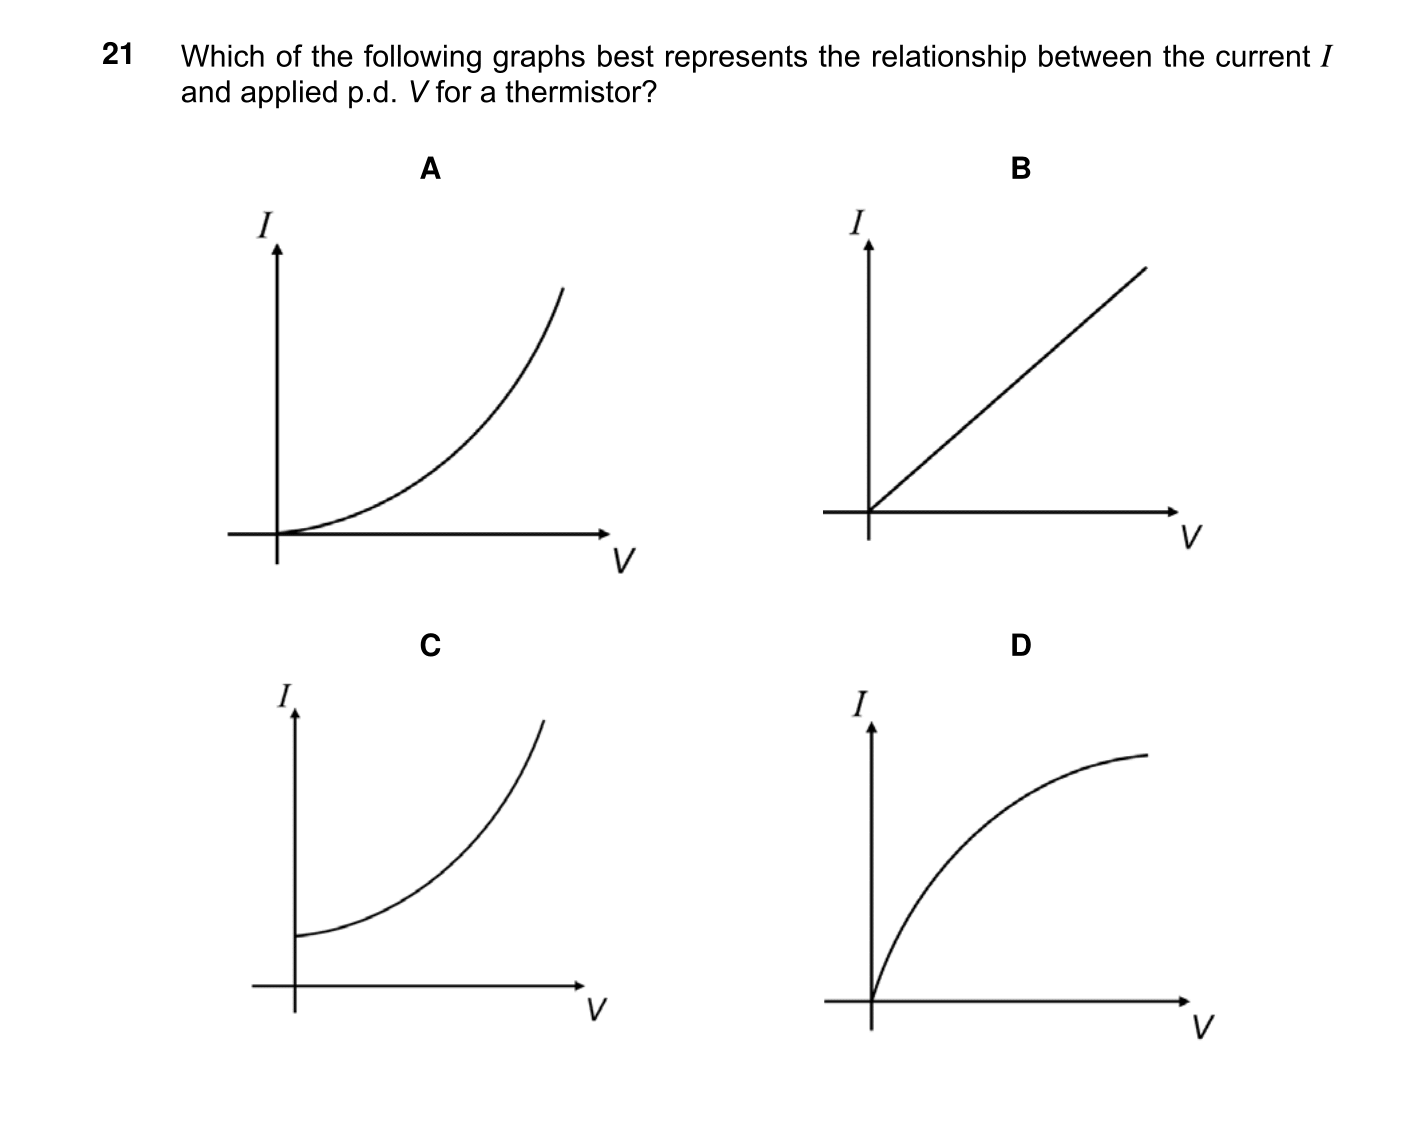 21 Which of the following graphs best represents the relationship between the current I
and applied p.d. V for a thermistor?
A
B
I
I
V
V
C
D
I
I
V
V